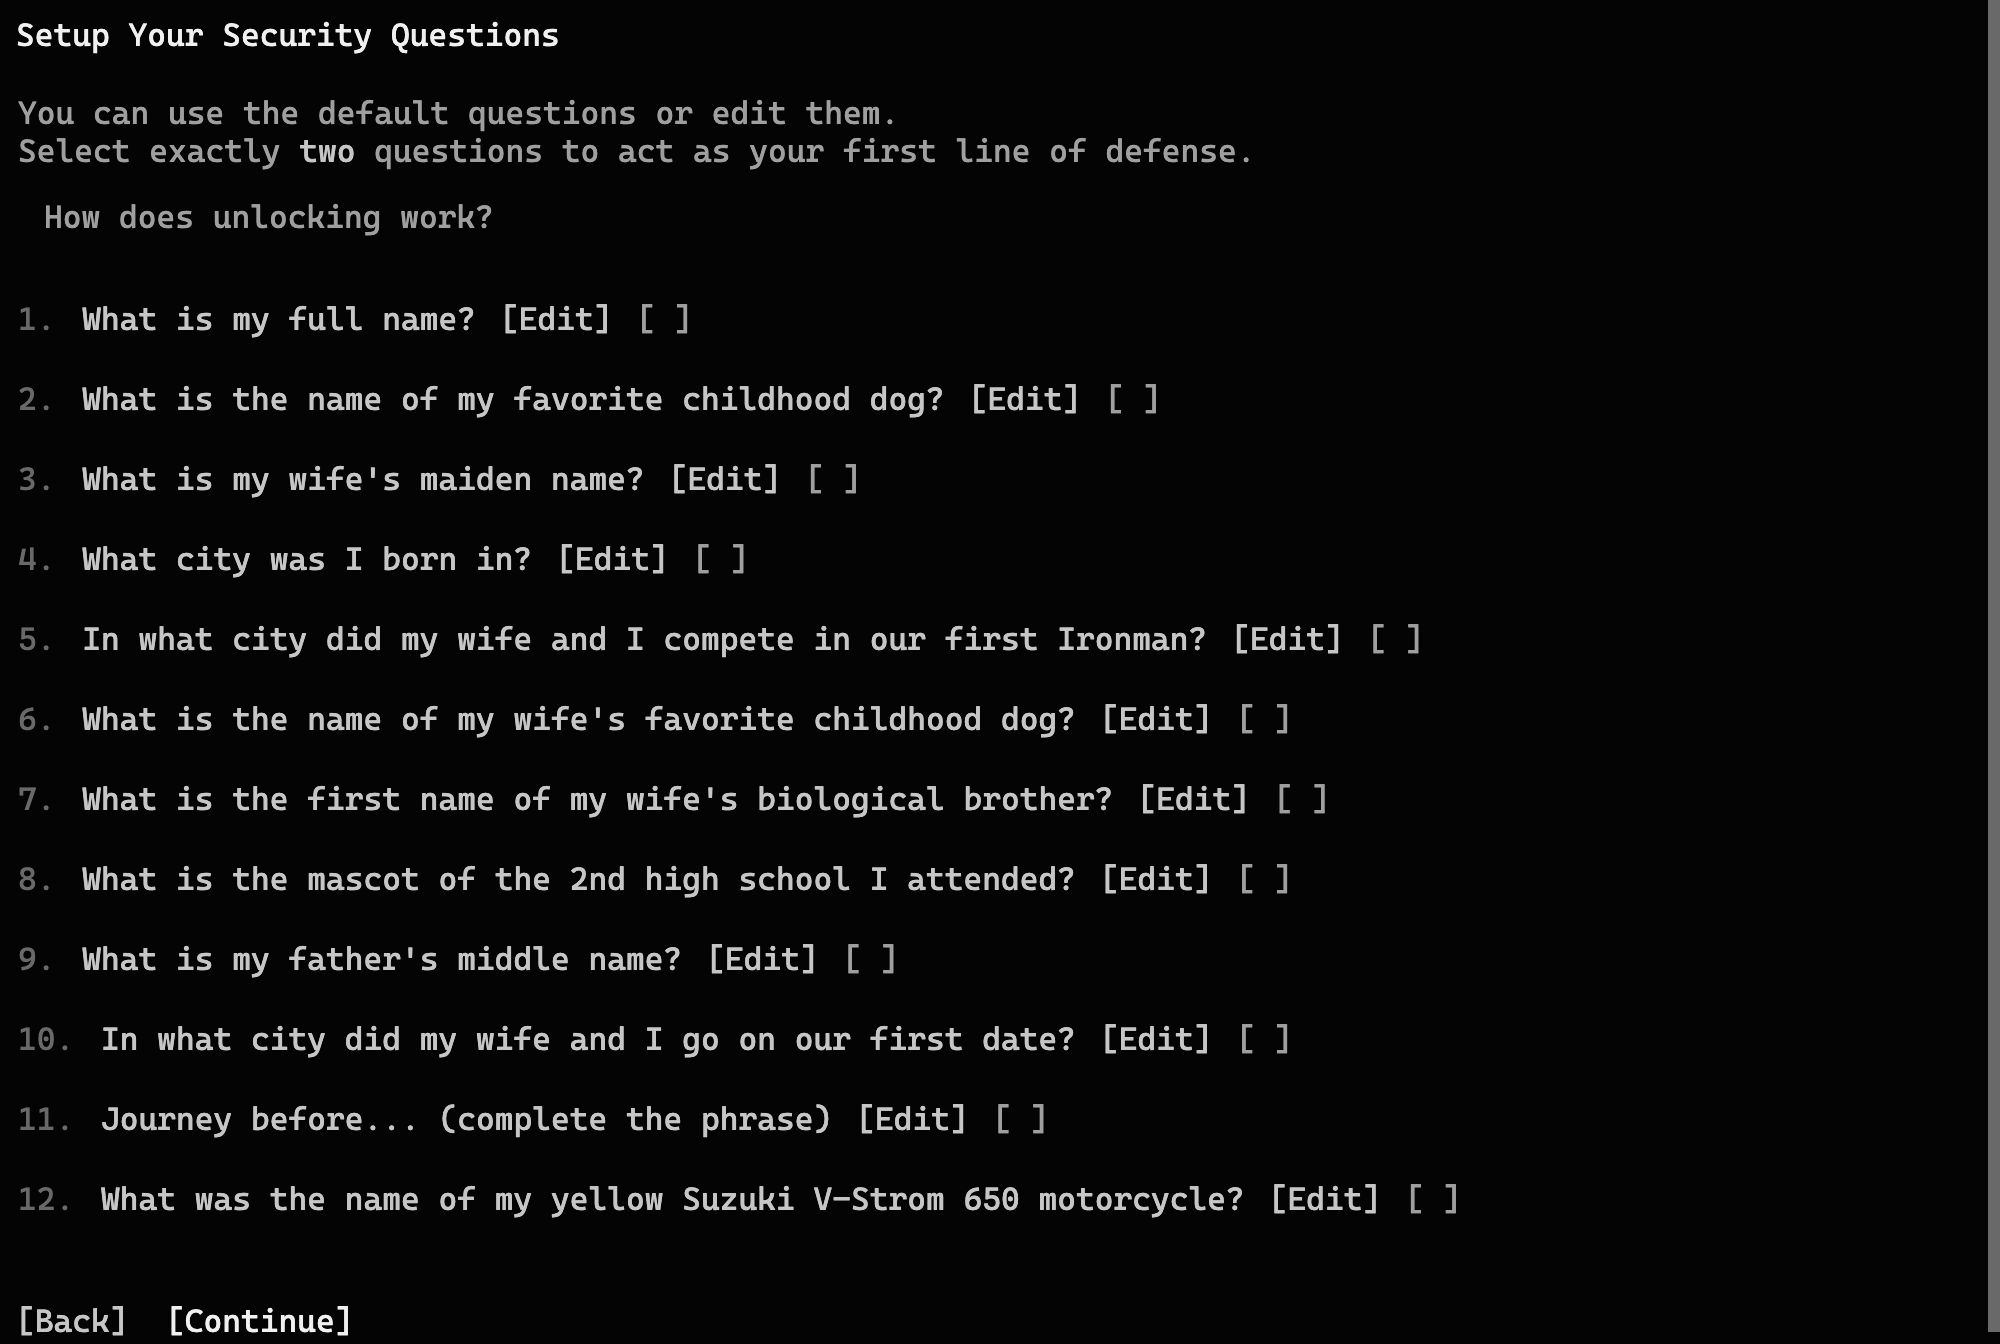 Setup Your Security Questions
You can use the default questions or edit them.
Select exactly two questions to act as your first line of defense.
How does unlocking work?
1. What is my full name? [Edit] [ ]
2. What is the name of my favorite childhood dog? [Edit] [ ]
3. What is my wife's maiden name? [Edit] [ ]
4. What city was I born in? [Edit] [ ]
5. In what city did my wife and I compete in our first Ironman? [Edit] [ ]
6. What is the name of my wife's favorite childhood dog? [Edit] [ ]
7. What is the first name of my wife's biological brother? [Edit] [ ]
8. What is the mascot of the 2nd high school I attended? [Edit] [ ]
9. What is my father's middle name? [Edit] [ ]
10. In what city did my wife and I go on our first date? [Edit] [ ]
11. Journey before... (complete the phrase) [Edit] [ ]
12. What was the name of my yellow Suzuki V-Strom 650 motorcycle? [Edit] [ ]
[Back] [Continue]